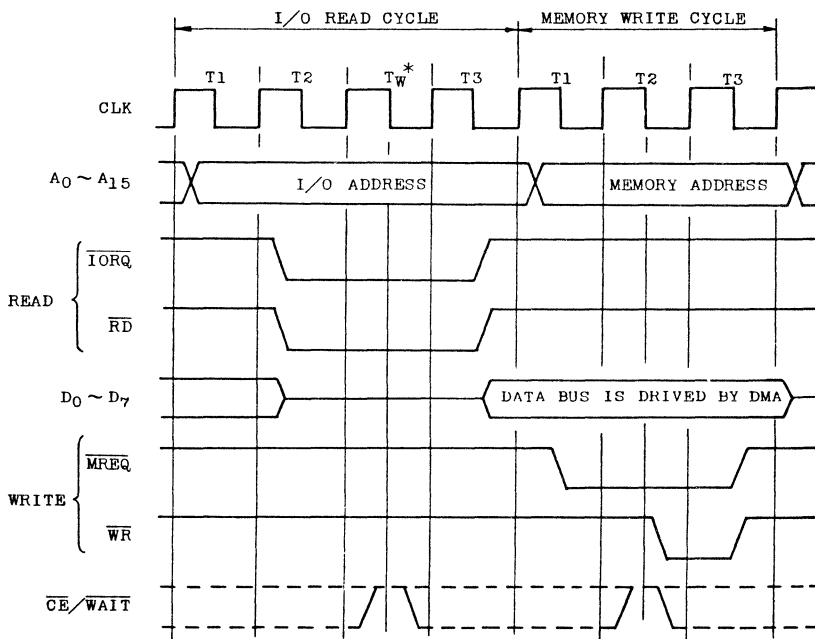 I/O READ CYCLE MEMORY WRITE CYCLE
T1 T2 TW* T3 T1 T2 T3
CLK
A0 ~ A15 I/O ADDRESS MEMORY ADDRESS
READ
IORQ
RD
D0 ~ D7 DATA BUS IS DRIVED BY DMA
WRITE
MREQ
WR
CE/WAIT